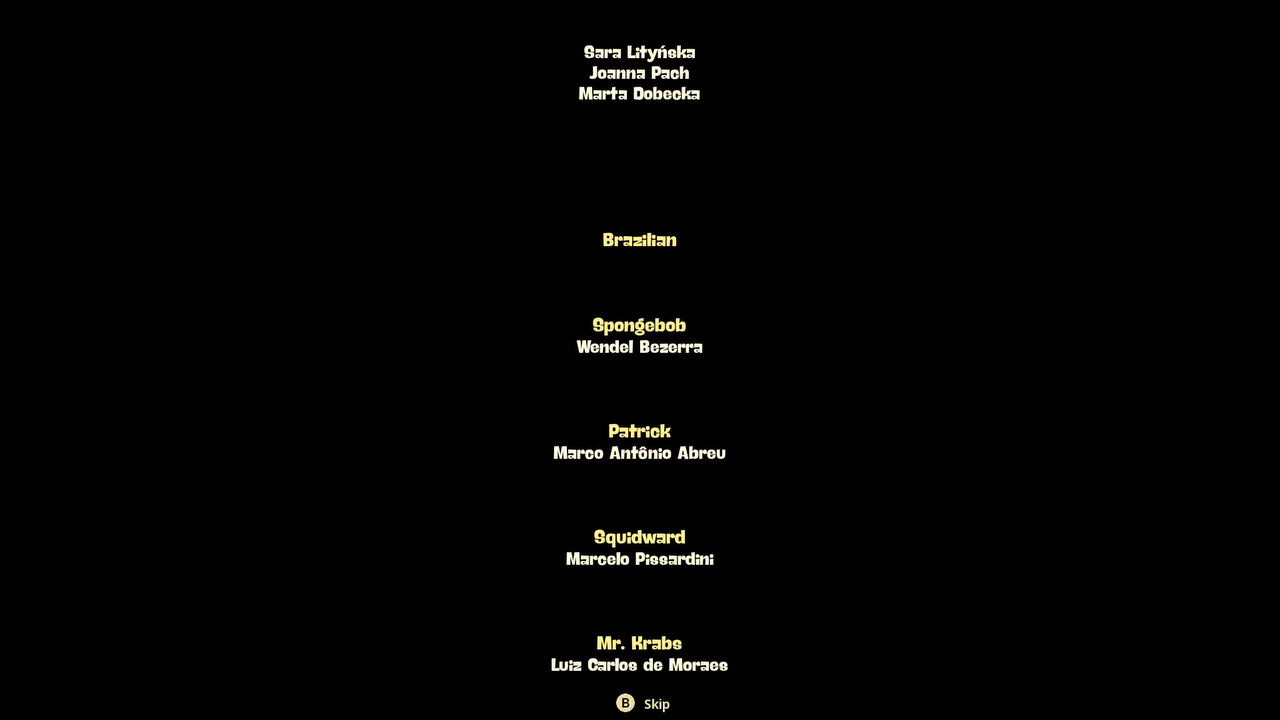 Sara Lityńska
Joanna Pach
Marta Dobecka
Brazilian
Spongebob
Wendel Bezerra
Patrick
Marco Antônio Abreu
Squidward
Marcelo Pissardini
Mr. Krabs
Luiz Carlos de Moraes
B Skip